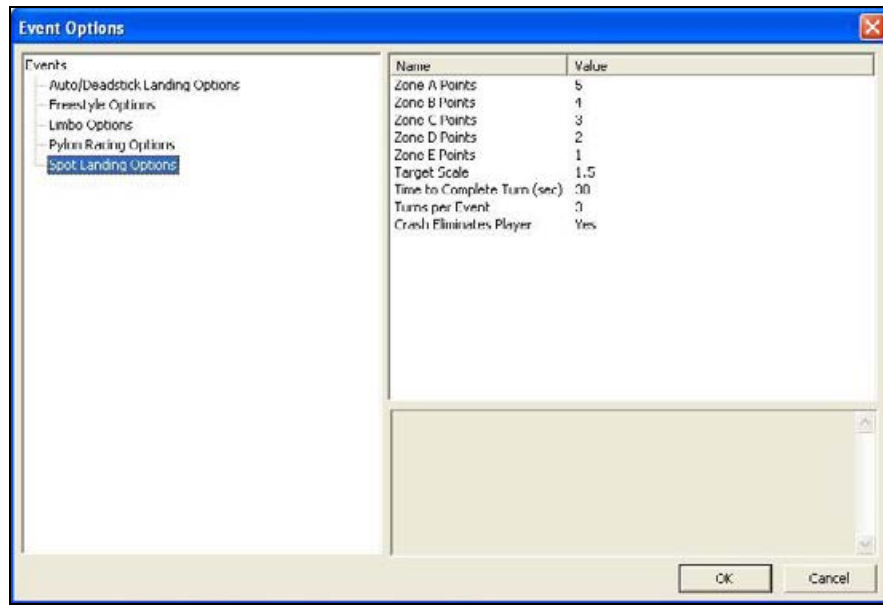 Event Options
Events
Auto/Deadstick Landing Options
Freestyle Options
Limbo Options
Pylon Racing Options
Spot Landing Options
Name Value
Zone A Points 5
Zone B Points 4
Zone C Points 3
Zone D Points 2
Zone E Points 1
Target Scale 1.5
Time to Complete Turn (sec) 30
Turns per Event 3
Crash Eliminates Player Yes
OK Cancel